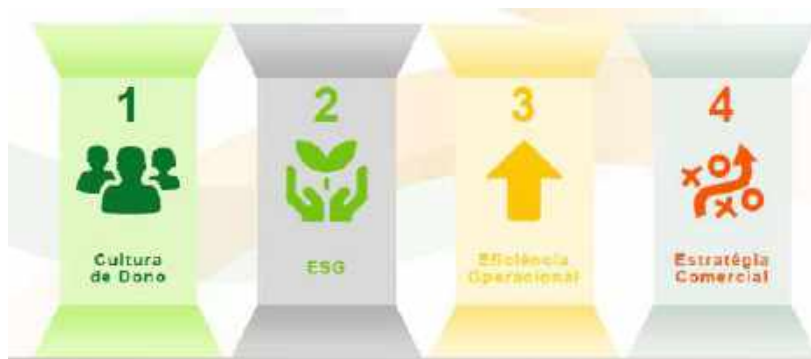 1
2
3
4
Cultura
de Dono
ESG
Eficiência
Operacional
Estratégia
Comercial